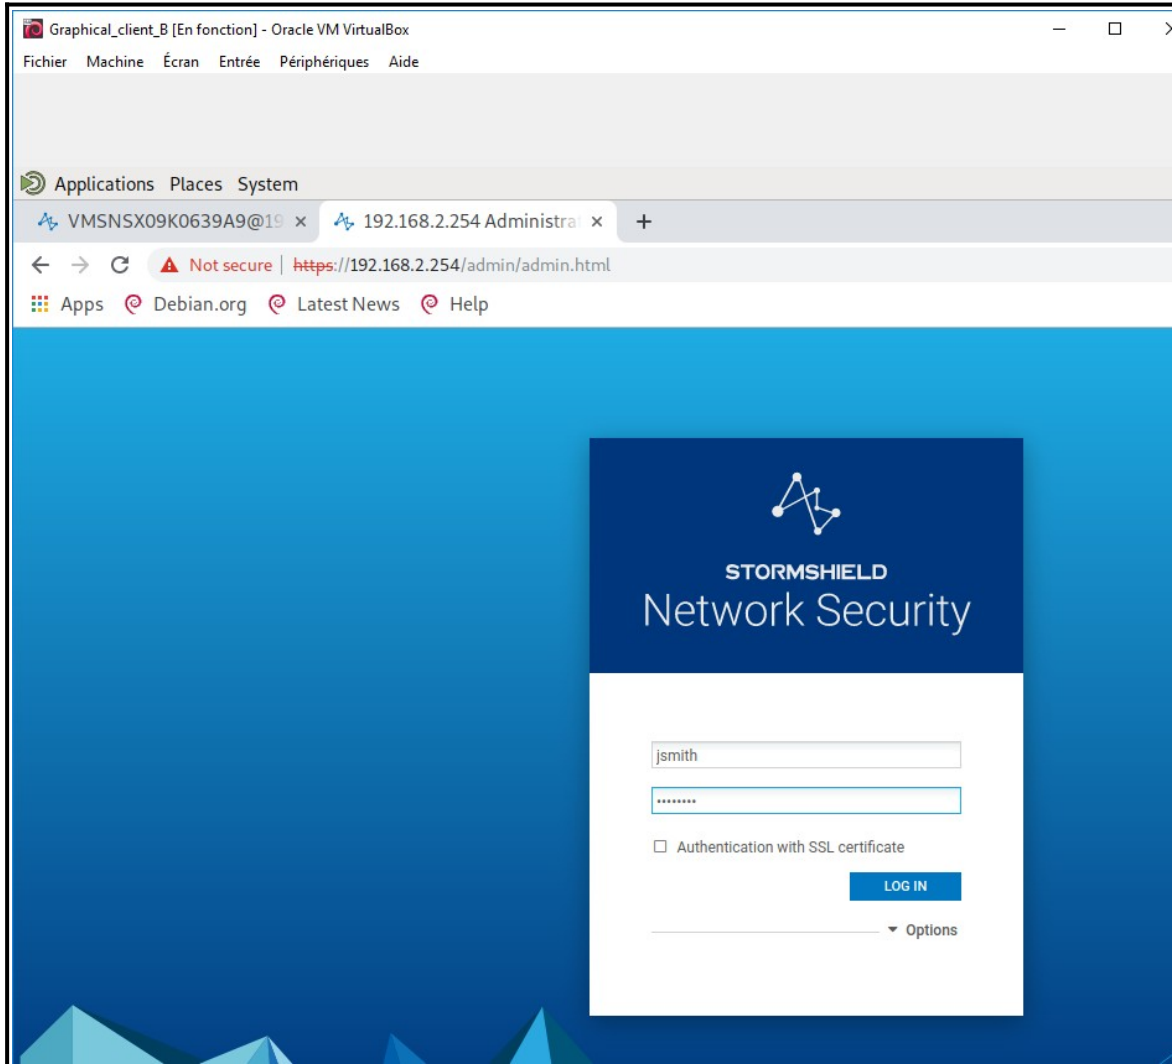 Graphical_client_B [En fonction] - Oracle VM VirtualBox
Fichier Machine Écran Entrée Périphériques Aide
Applications Places System
VMSNSX09K0639A9@19 192.168.2.254 Administra
Not secure | https://192.168.2.254/admin/admin.html
Apps Debian.org Latest News Help
STORMSHIELD
Network Security
jsmith
••••••••
Authentication with SSL certificate
LOG IN
Options